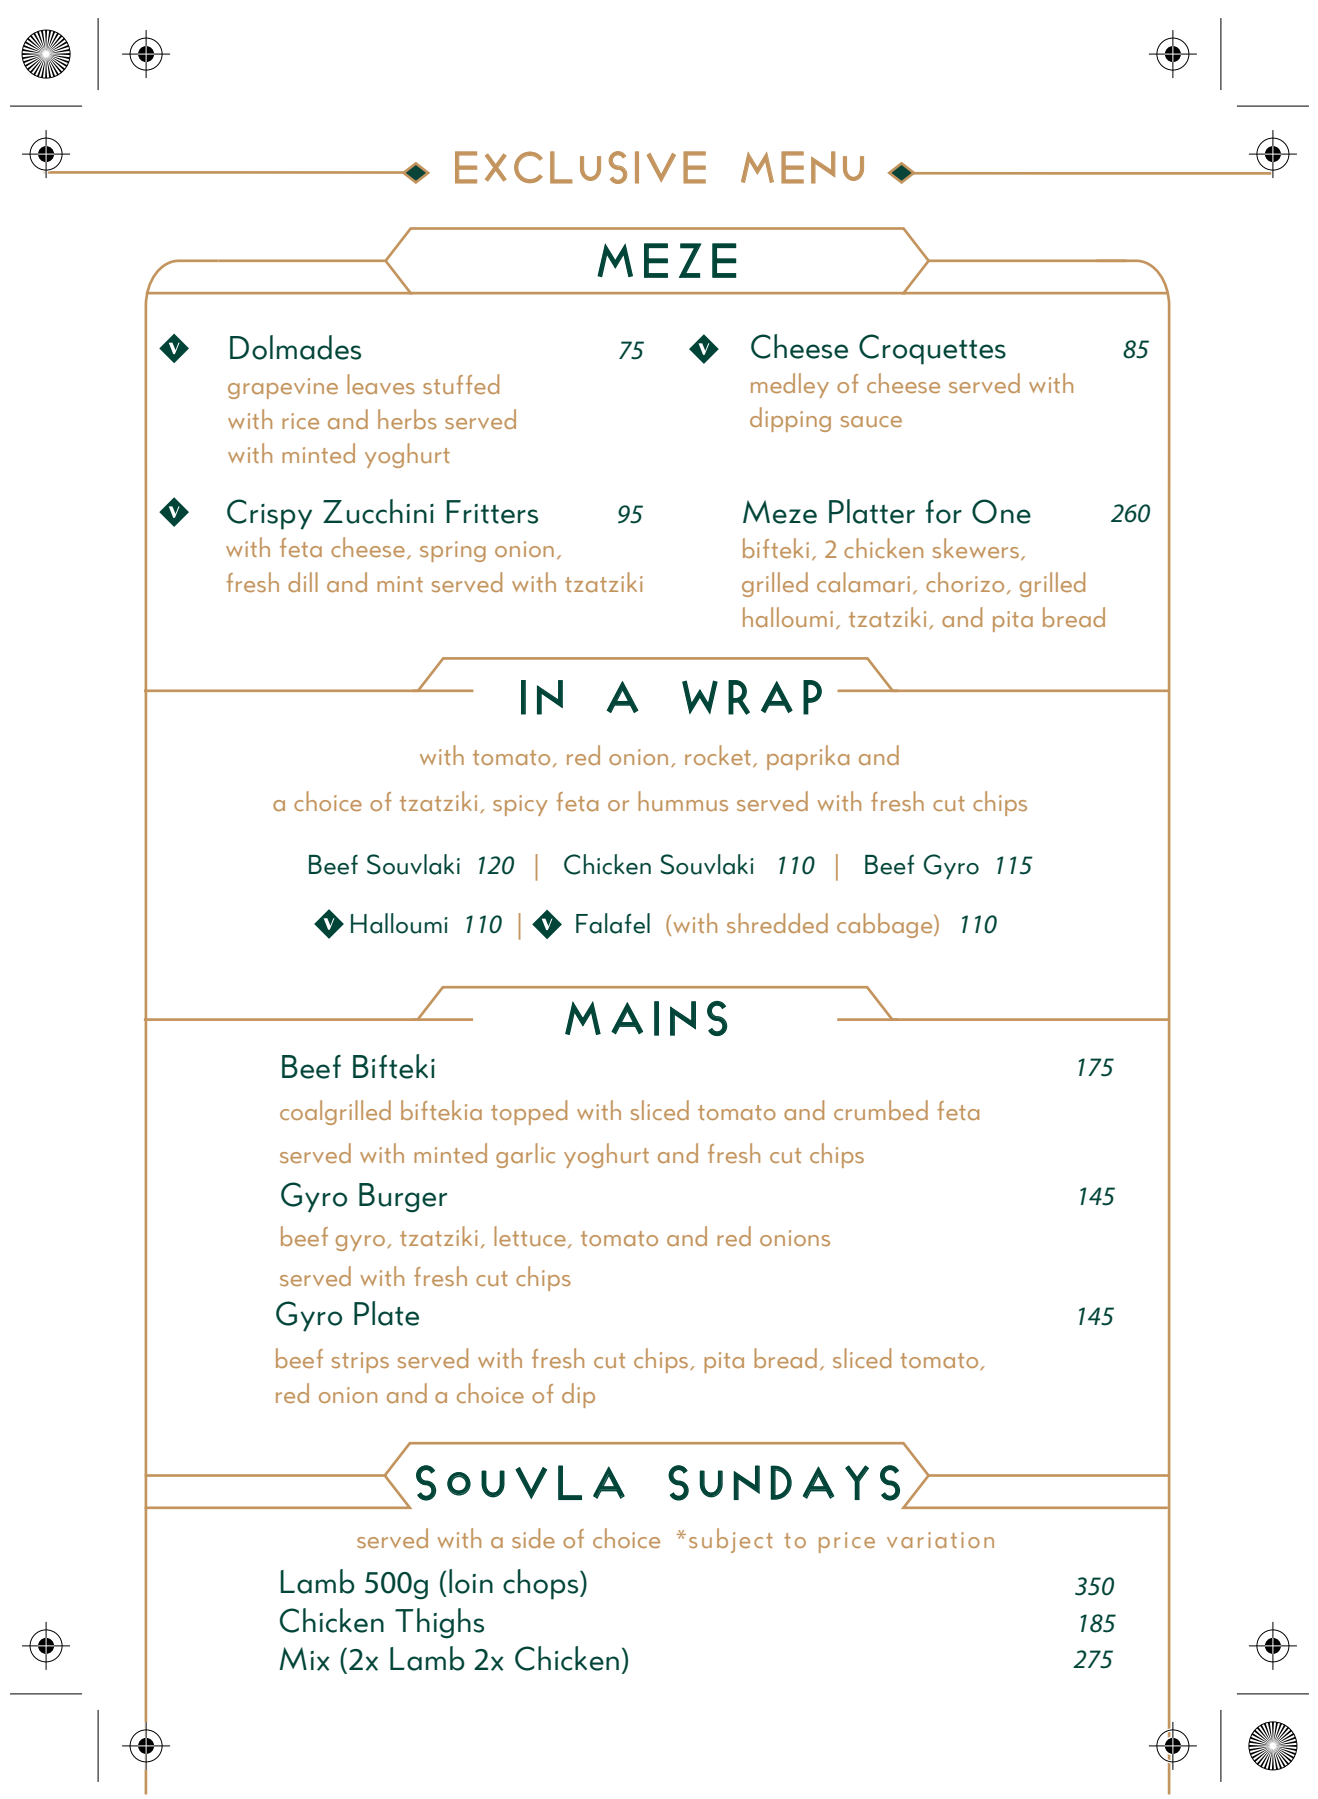 EXCLUSIVE MENU
MEZE
V Dolmades 75
grapevine leaves stuffed
with rice and herbs served
with minted yoghurt
V Cheese Croquettes 85
medley of cheese served with
dipping sauce
V Crispy Zucchini Fritters 95
with feta cheese, spring onion,
fresh dill and mint served with tzatziki
Meze Platter for One 260
bifteki, 2 chicken skewers,
grilled calamari, chorizo, grilled
halloumi, tzatziki, and pita bread
IN A WRAP
with tomato, red onion, rocket, paprika and
a choice of tzatziki, spicy feta or hummus served with fresh cut chips
Beef Souvlaki 120 | Chicken Souvlaki 110 | Beef Gyro 115
V Halloumi 110 | V Falafel (with shredded cabbage) 110
MAINS
Beef Bifteki 175
coalgrilled biftekia topped with sliced tomato and crumbed feta
served with minted garlic yoghurt and fresh cut chips
Gyro Burger 145
beef gyro, tzatziki, lettuce, tomato and red onions
served with fresh cut chips
Gyro Plate 145
beef strips served with fresh cut chips, pita bread, sliced tomato,
red onion and a choice of dip
SOUVLA SUNDAYS
served with a side of choice *subject to price variation
Lamb 500g (loin chops) 350
Chicken Thighs 185
Mix (2x Lamb 2x Chicken) 275